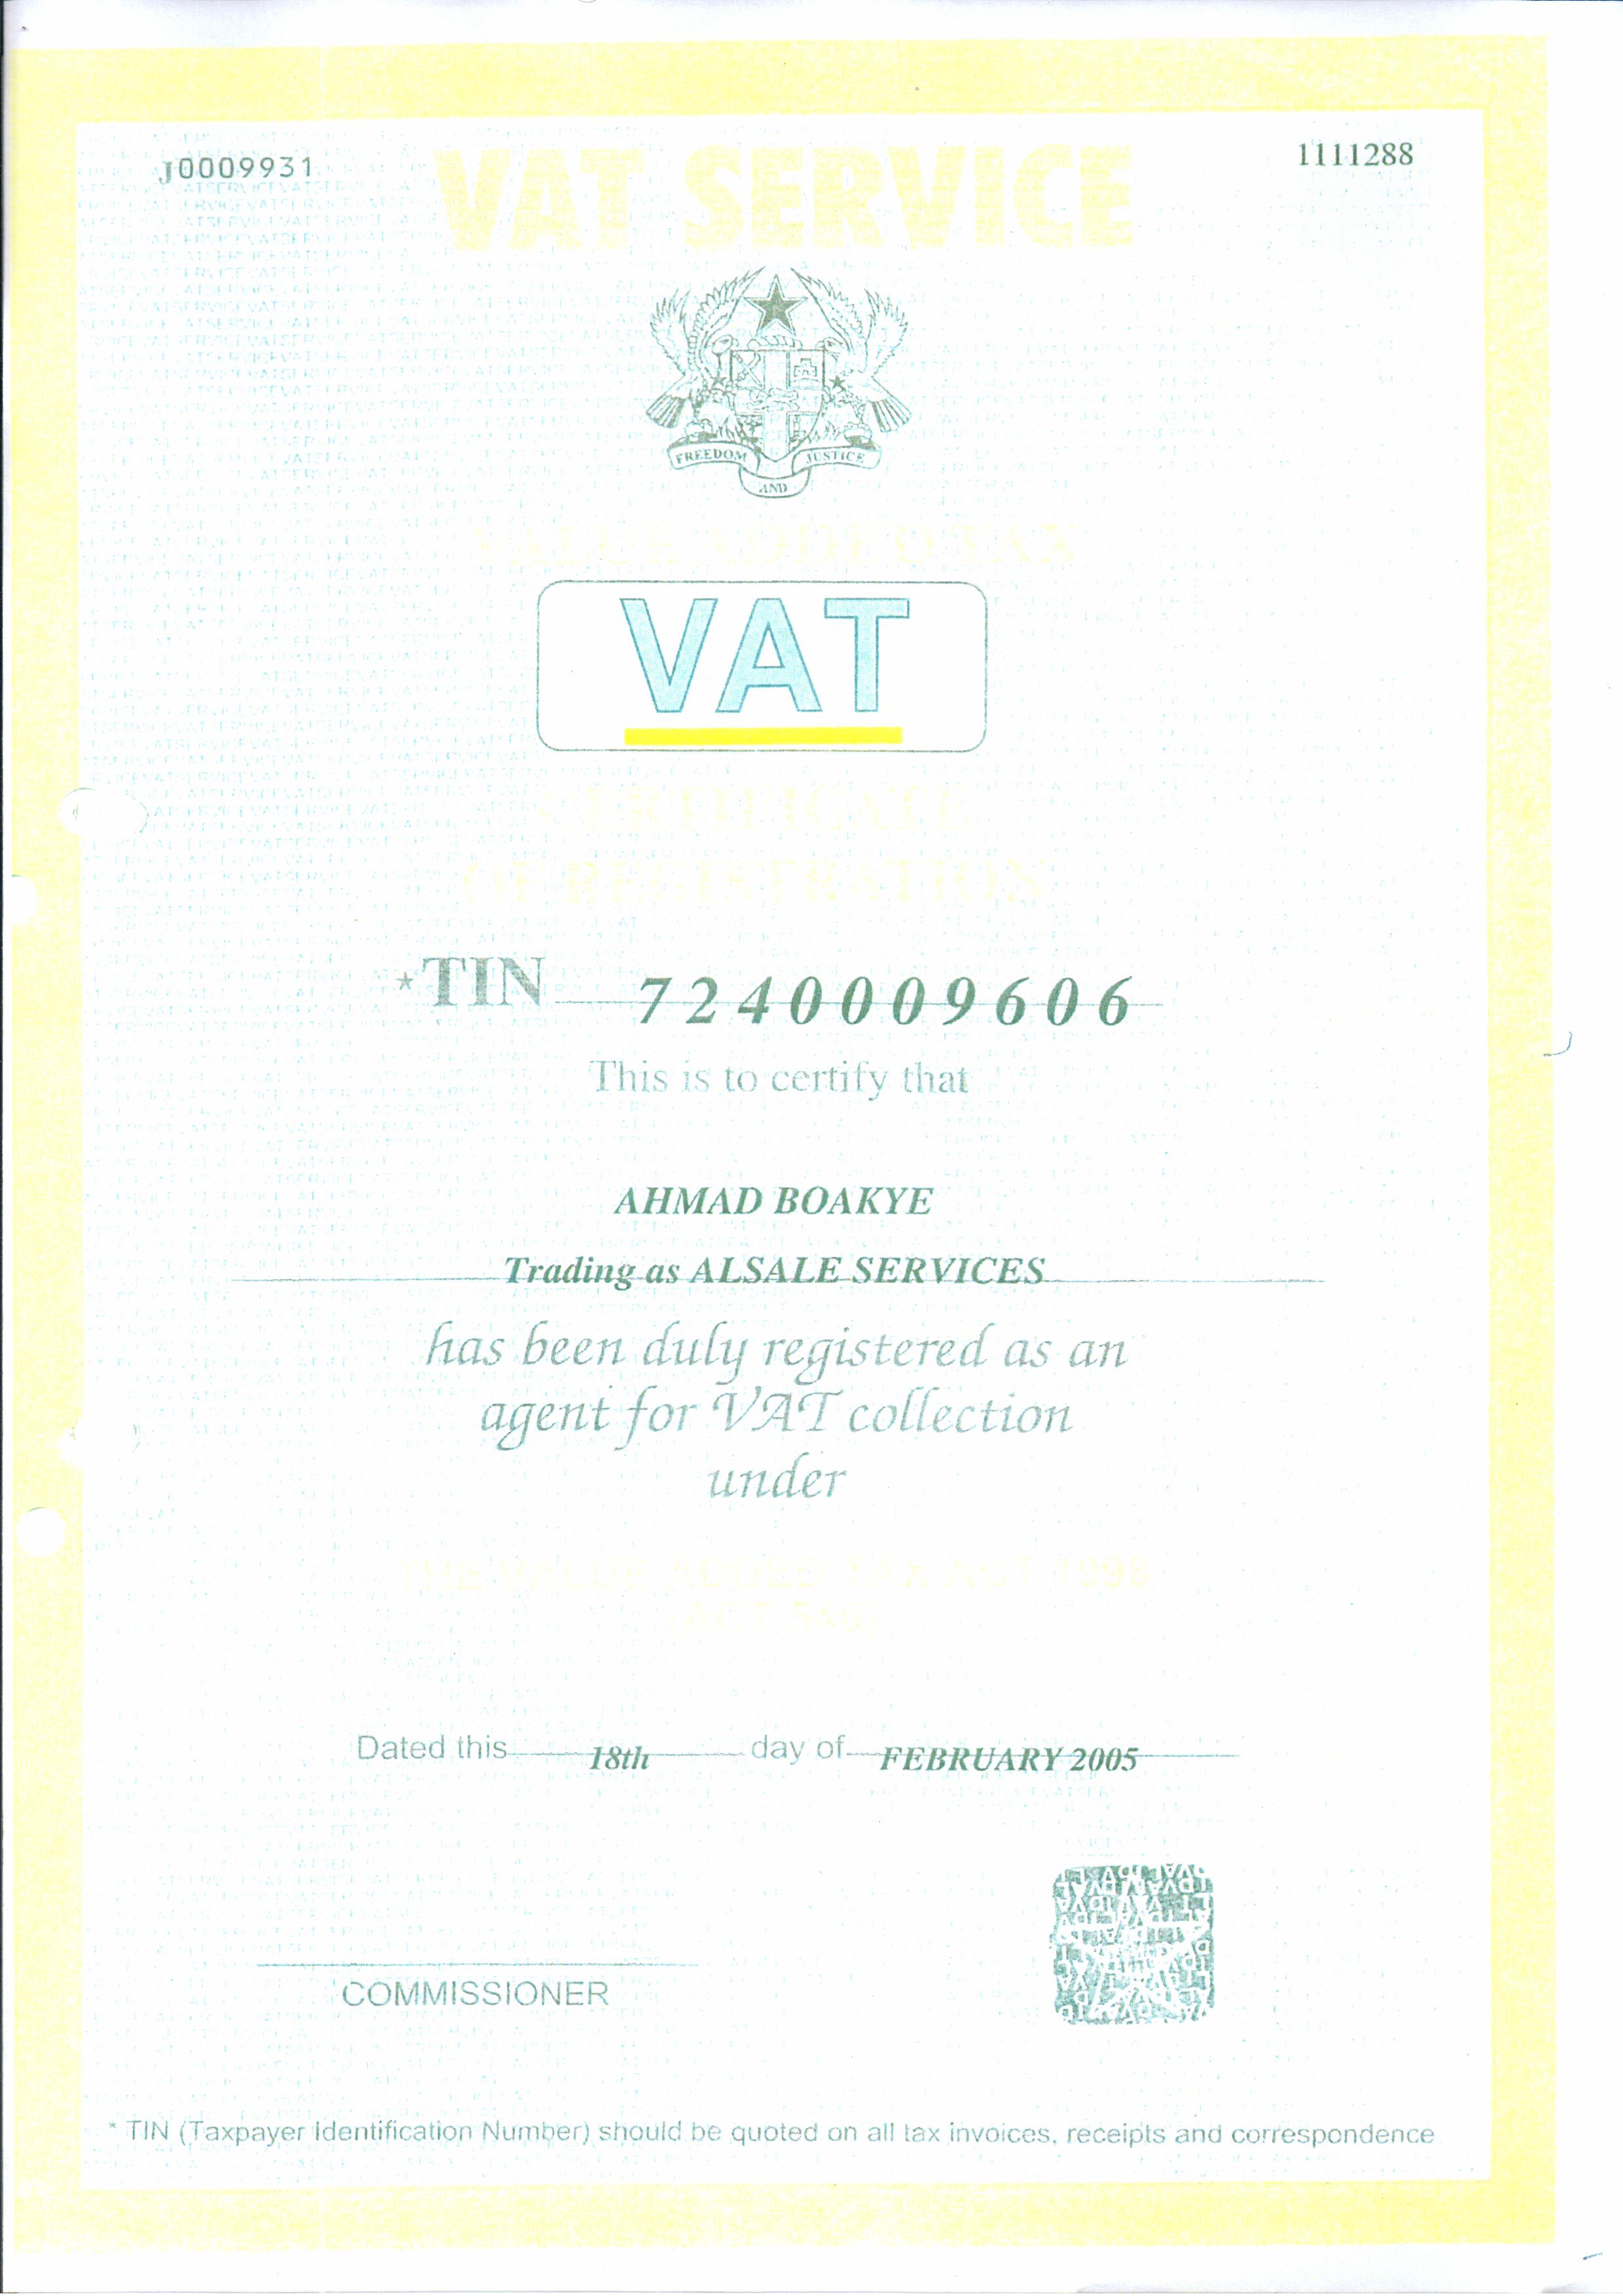 J0009931
1111288
VAT SERVICE
FREEDOM
JUSTICE
AND
VALUE ADDED TAX
VAT
CERTIFICATE
OF REGISTRATION
*TIN 7240009606
This is to certify that
AHMAD BOAKYE
Trading as ALSALE SERVICES
has been duly registered as an
agent for VAT collection
under
THE VALUE ADDED TAX ACT 1998
(ACT 546)
Dated this 18th day of FEBRUARY 2005
COMMISSIONER
* TIN (Taxpayer Identification Number) should be quoted on all tax invoices, receipts and correspondence